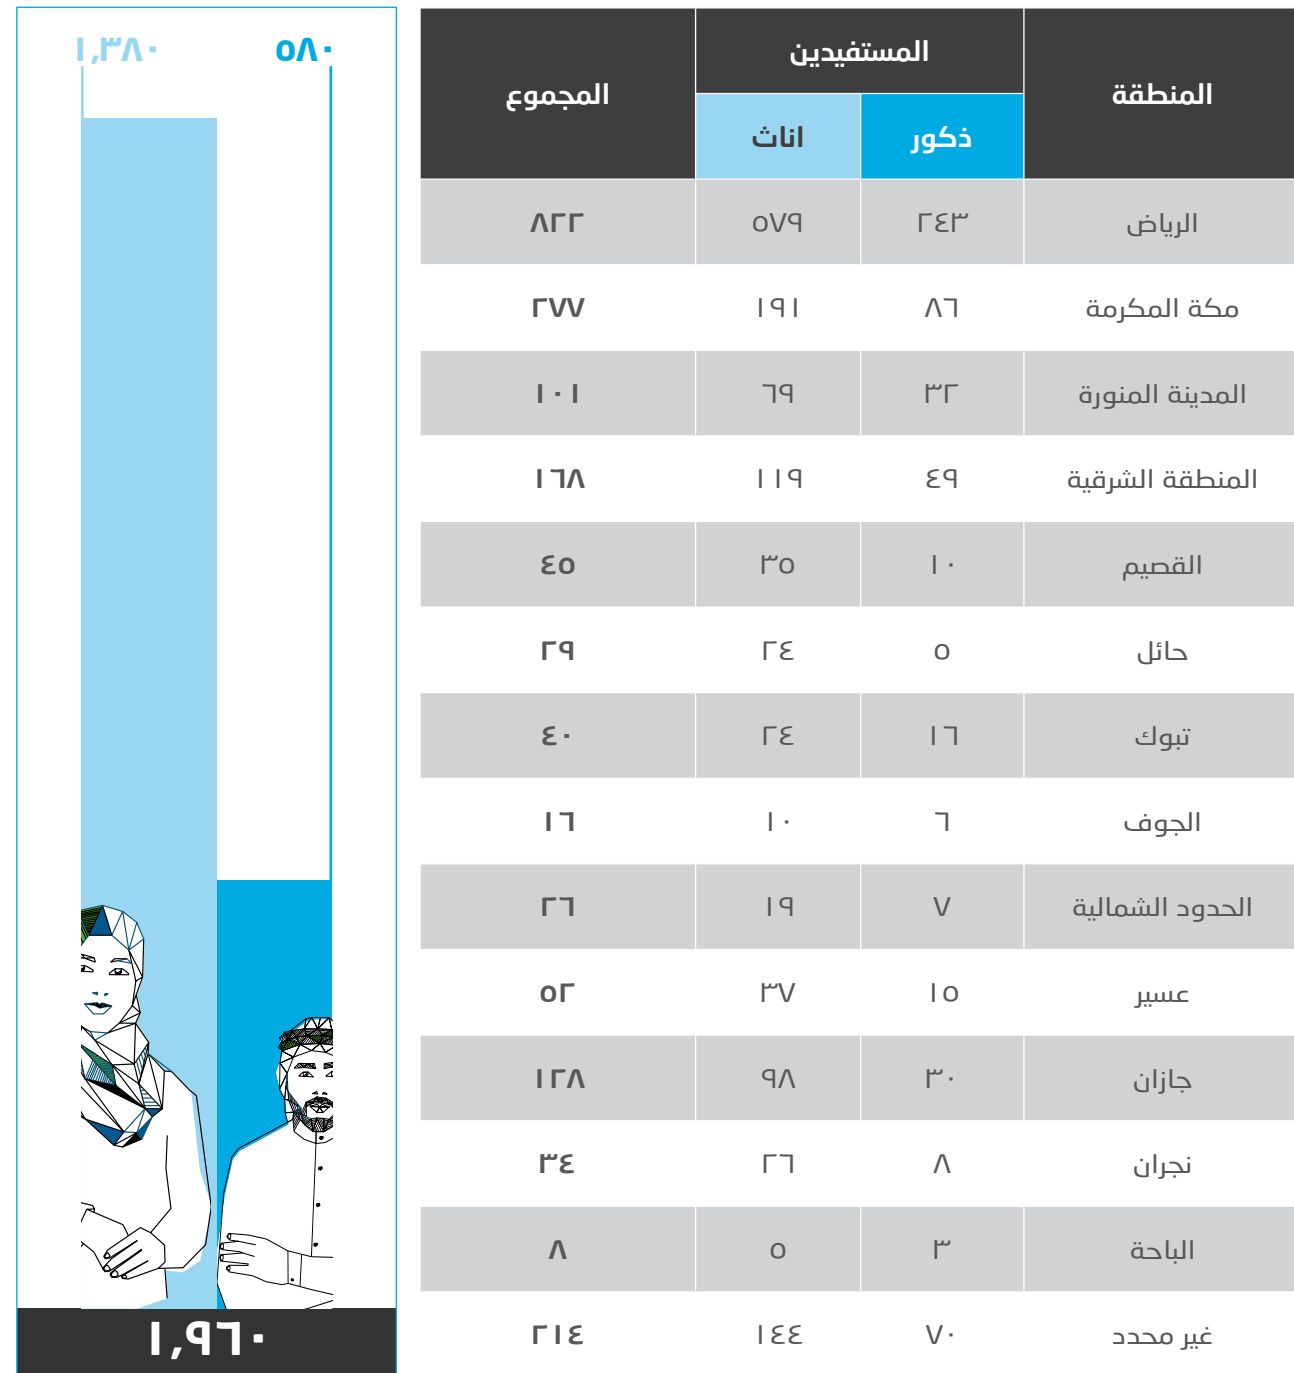 المنطقة المستفيدين المجموع
ذكور اناث
الرياض ٢٤٣ ٥٧٩ ٨٢٢
مكة المكرمة ٨٦ ١٩١ ٢٧٧
المدينة المنورة ٣٢ ٦٩ ١٠١
المنطقة الشرقية ٤٩ ١١٩ ١٦٨
القصيم ١٠ ٣٥ ٤٥
حائل ٥ ٢٤ ٢٩
تبوك ١٦ ٢٤ ٤٠
الجوف ٦ ١٠ ١٦
الحدود الشمالية ٧ ١٩ ٢٦
عسير ١٥ ٣٧ ٥٢
جازان ٣٠ ٩٨ ١٢٨
نجران ٨ ٢٦ ٣٤
الباحة ٣ ٥ ٨
غير محدد ٧٠ ١٤٤ ٢١٤
٥٨٠
١,٣٨٠
١,٩٦٠